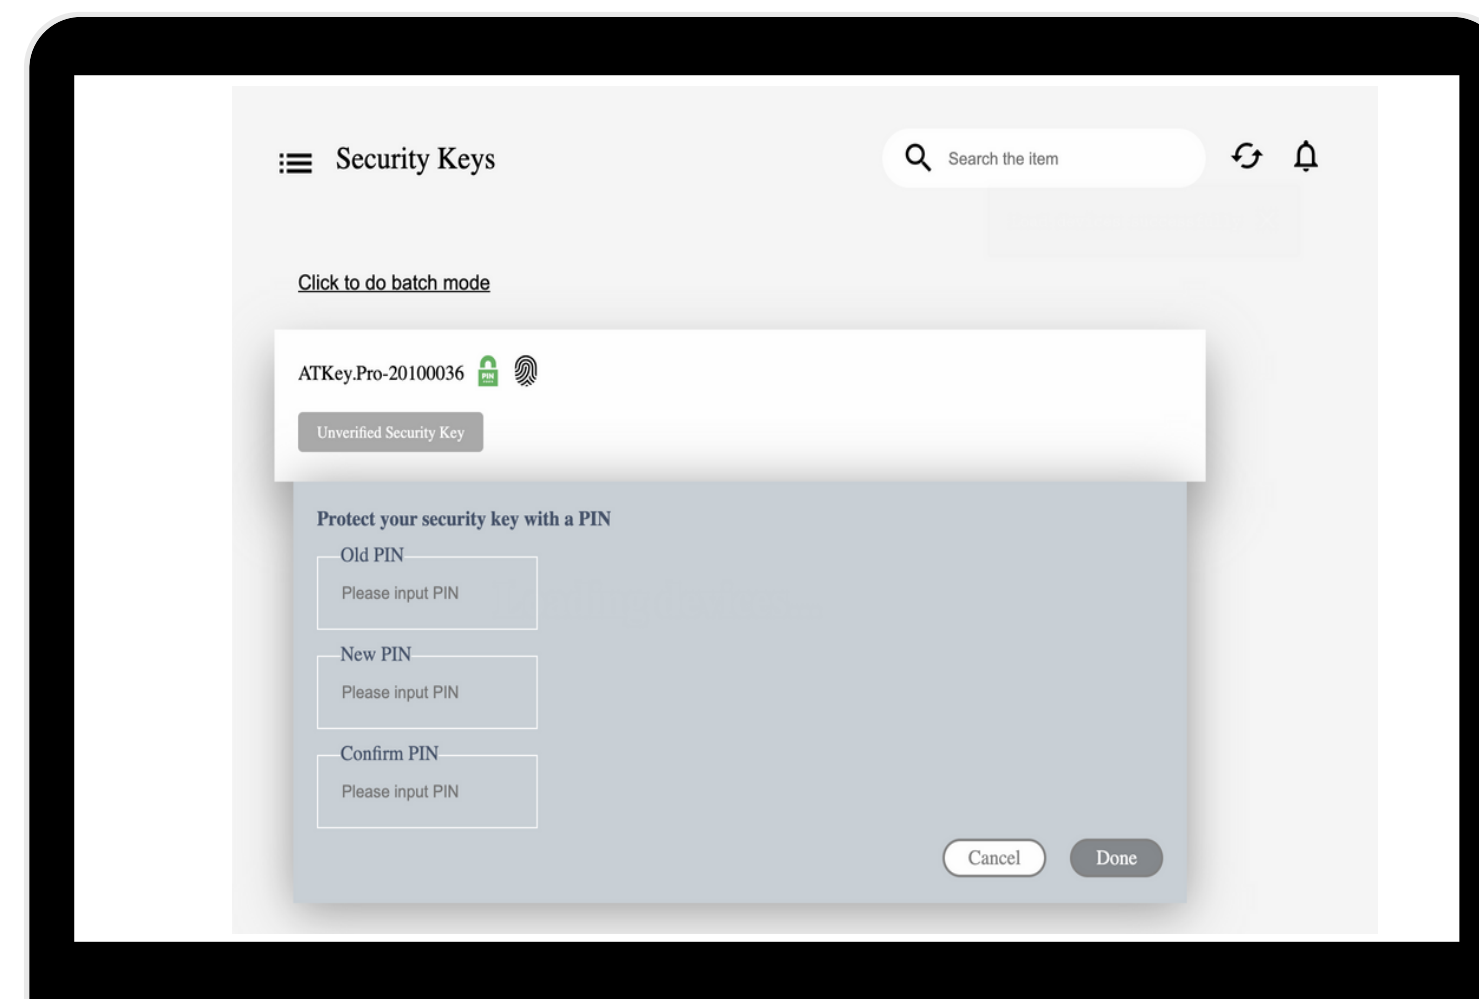 Security Keys
Search the item
Click to do batch mode
ATKey.Pro-20100036
PIN
Unverified Security Key
Protect your security key with a PIN
Old PIN
Please input PIN
New PIN
Please input PIN
Confirm PIN
Please input PIN
Cancel
Done